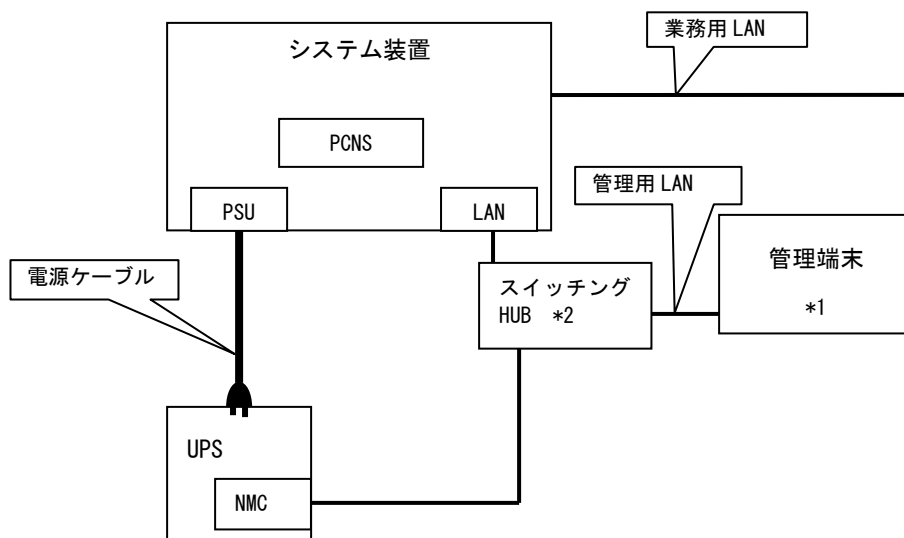 業務用 LAN
システム装置
PCNS
管理用 LAN
PSU
LAN
管理端末
*1
電源ケーブル
スイッチング
HUB *2
UPS
NMC